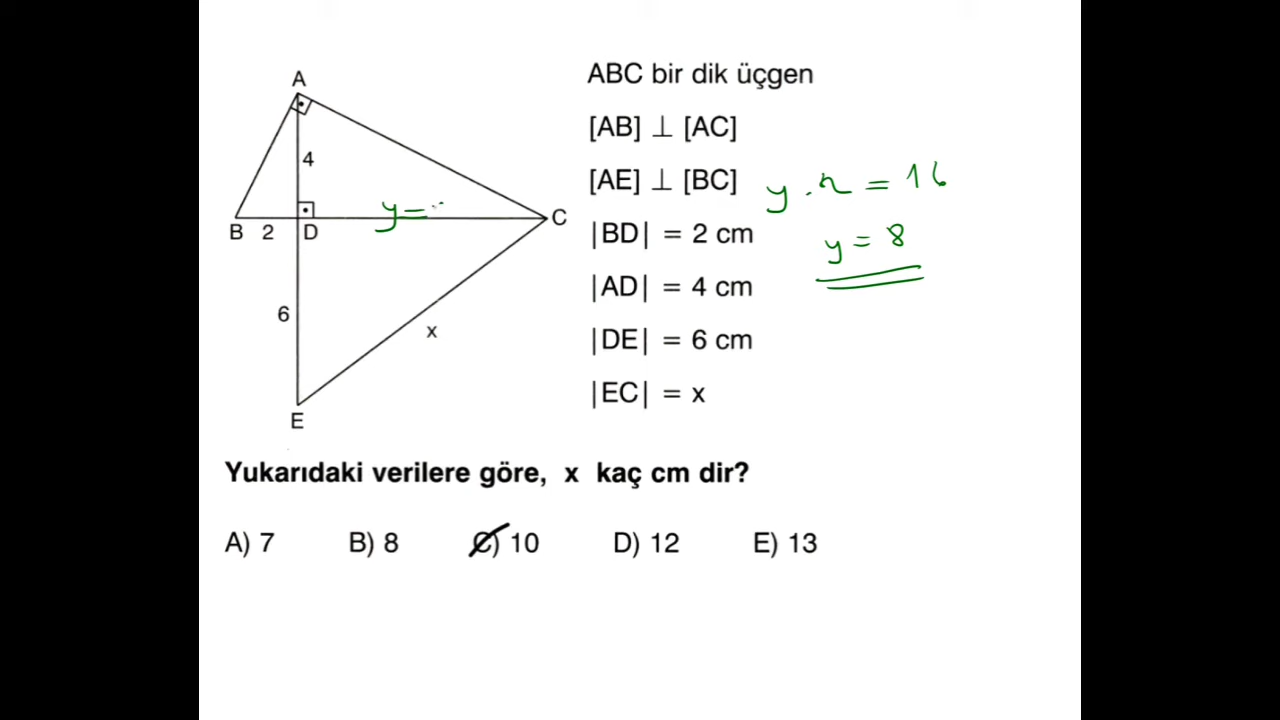 A
ABC bir dik üçgen
[AB] ⊥ [AC]
4
[AE] ⊥ [BC]
y . 2 = 16
y =
B 2 D
C
|BD| = 2 cm
y = 8
|AD| = 4 cm
6
x
|DE| = 6 cm
|EC| = x
E
Yukarıdaki verilere göre, x kaç cm dir?
A) 7 B) 8 C) 10 D) 12 E) 13